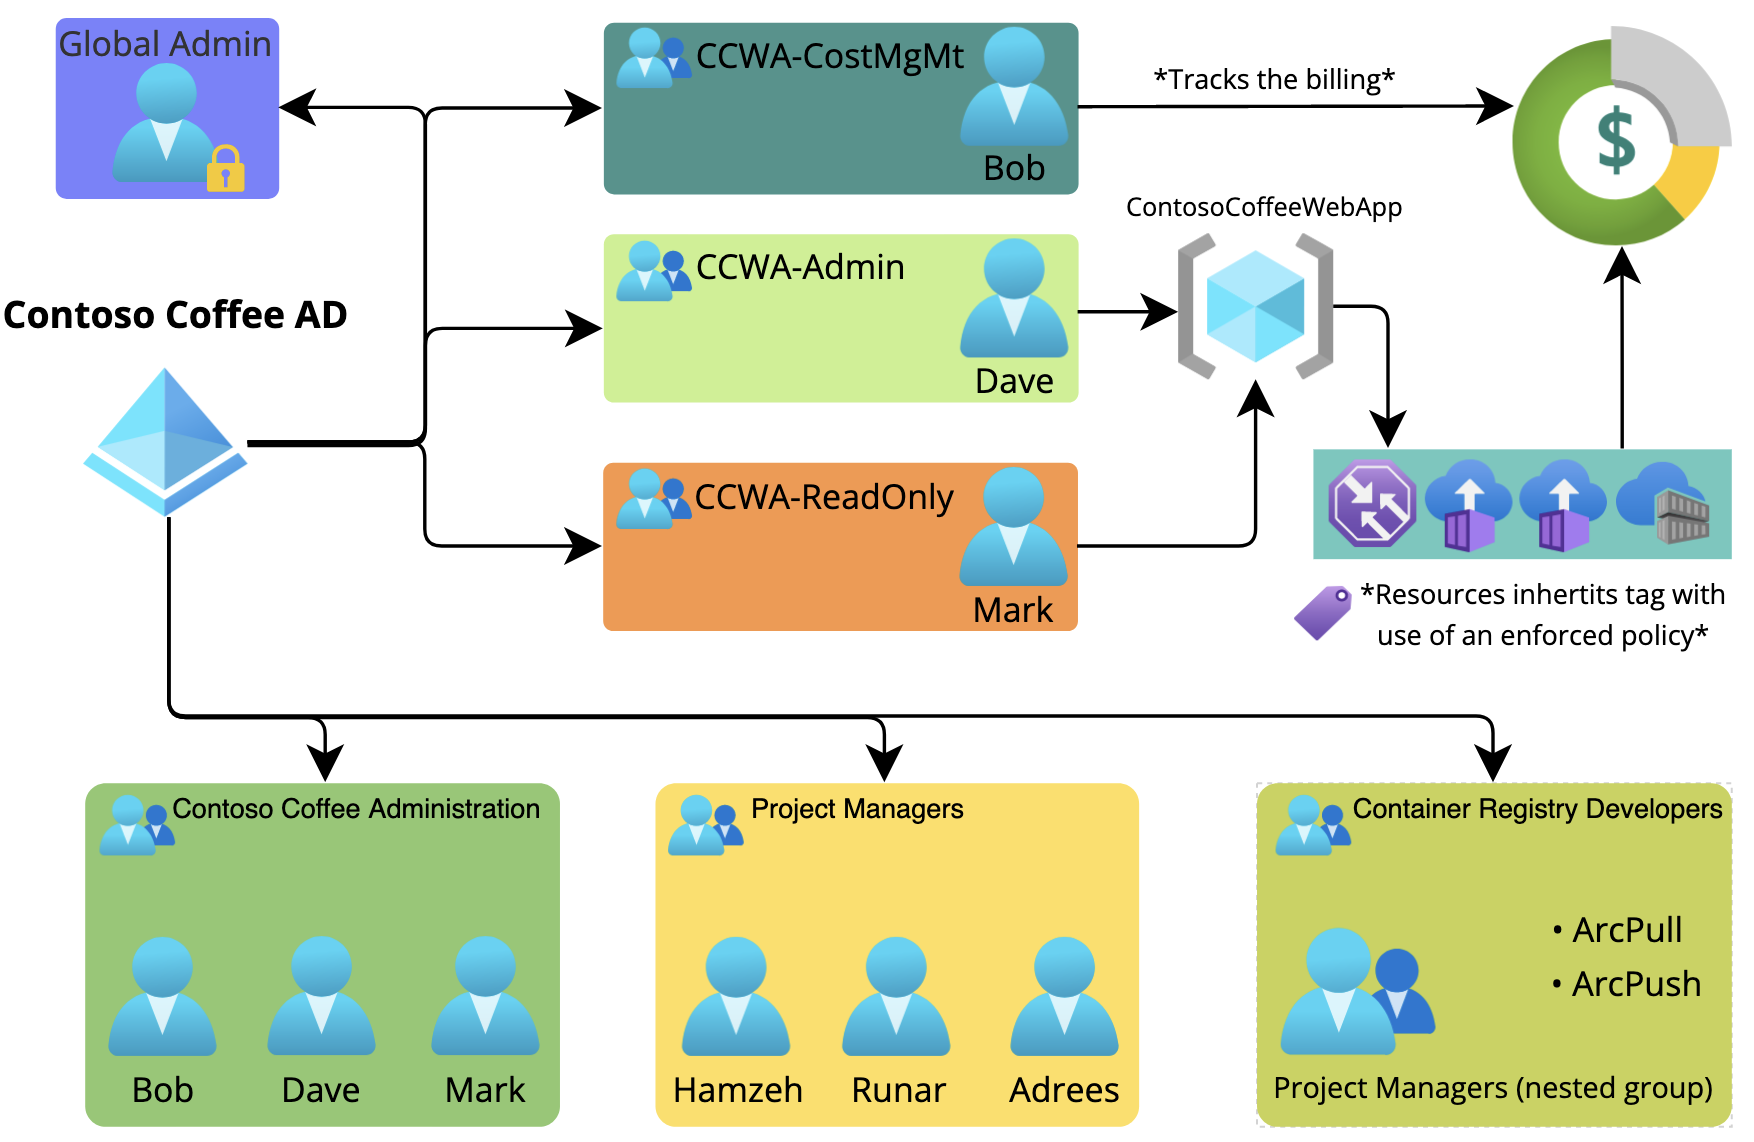 Global Admin
CCWA-CostMgMt
Bob
*Tracks the billing*
$
ContosoCoffeeWebApp
CCWA-Admin
Dave
Contoso Coffee AD
CCWA-ReadOnly
Mark
*Resources inhertits tag with
use of an enforced policy*
Contoso Coffee Administration
Bob
Dave
Mark
Project Managers
Hamzeh
Runar
Adrees
Container Registry Developers
• ArcPull
• ArcPush
Project Managers (nested group)